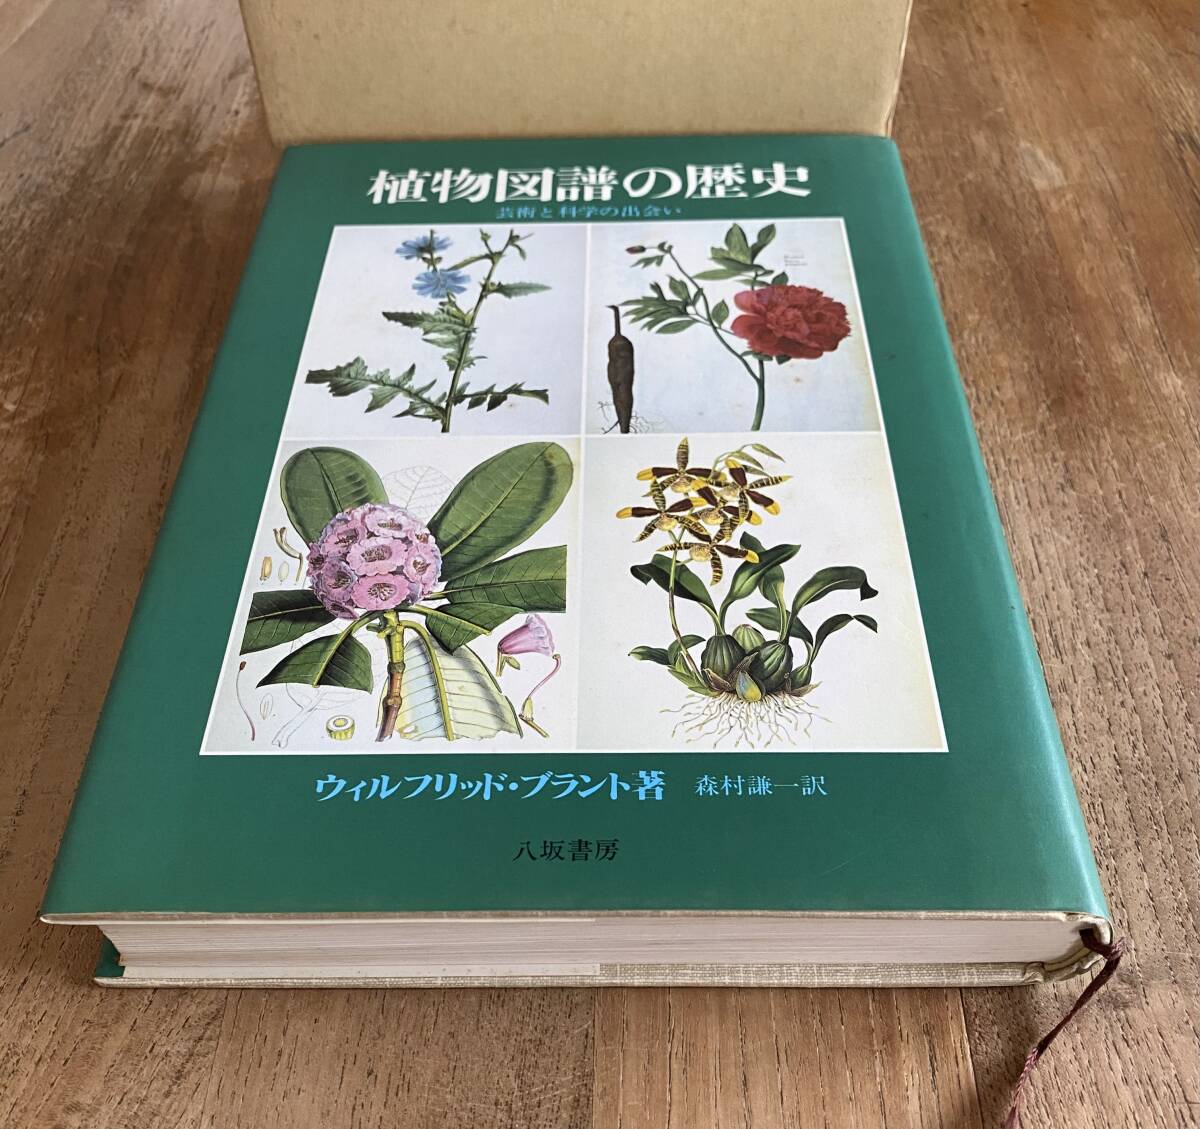 植物図譜の歴史
芸術と科学の出会い
ウィルフリッド・ブラント著 森村謙一訳
八坂書房